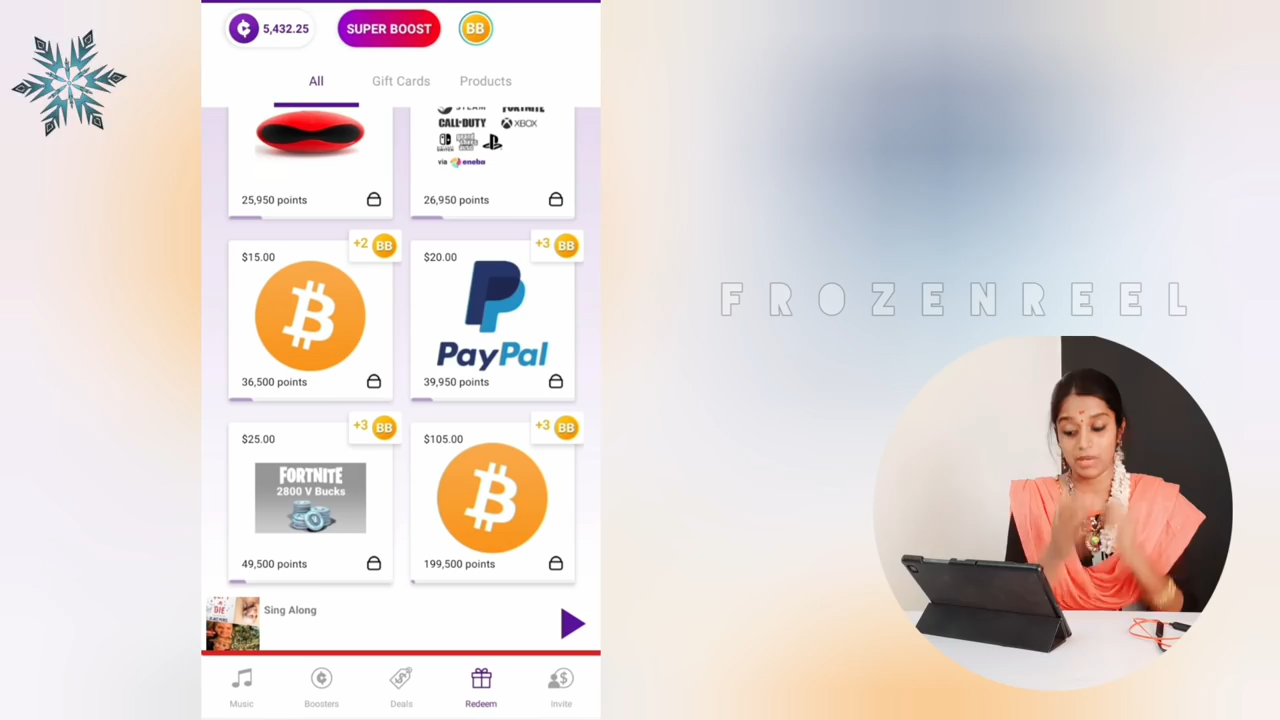 5,432.25
SUPER BOOST
BB
All
Gift Cards
Products
STEAM
FORTNITE
CALL OF DUTY
XBOX
via eneba
25,950 points
26,950 points
+2 BB
+3 BB
$15.00
$20.00
PayPal
36,500 points
39,950 points
+3 BB
+3 BB
$25.00
$105.00
FORTNITE
2800 V Bucks
49,500 points
199,500 points
Sing Along
Music
Boosters
Deals
Redeem
Invite
FROZENREEL